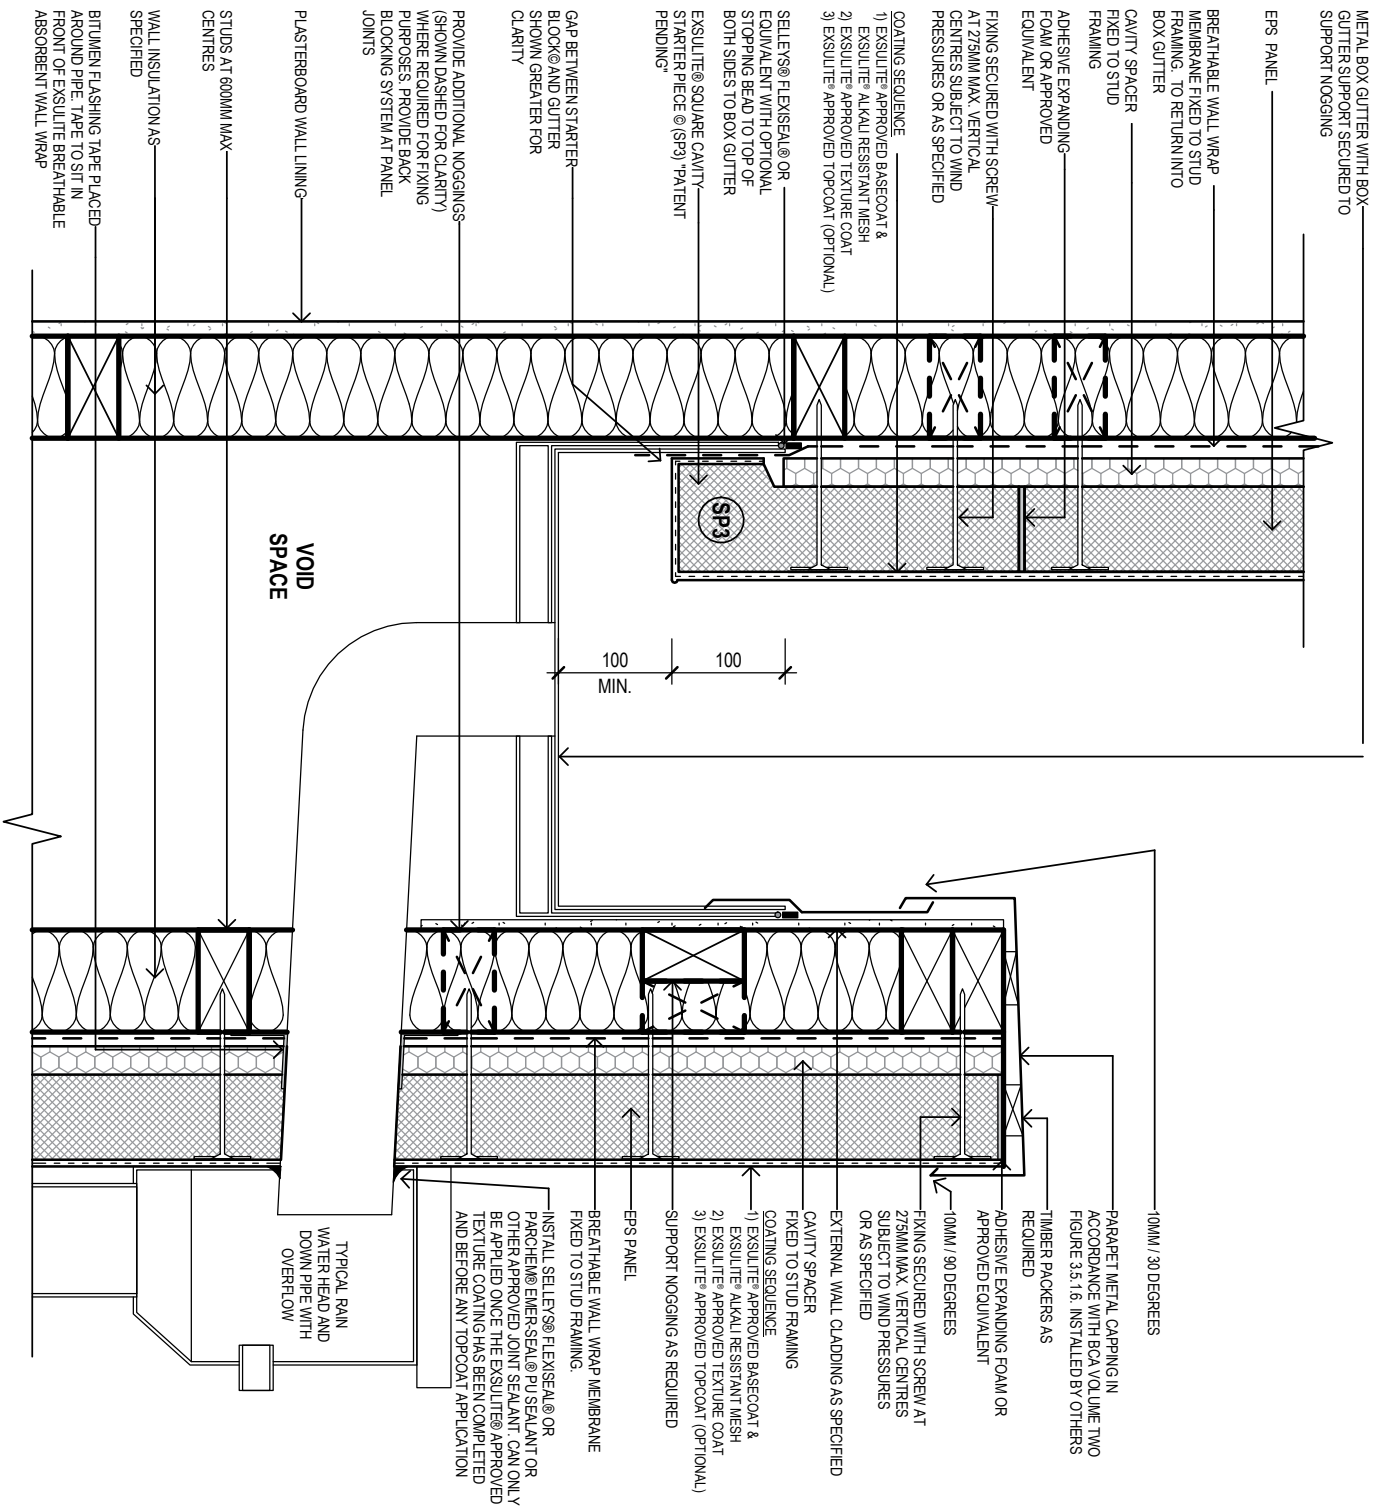 METAL BOX GUTTER WITH BOX
GUTTER SUPPORT SECURED TO
SUPPORT NOGGING
EPS PANEL
BREATHABLE WALL WRAP
MEMBRANE FIXED TO STUD
FRAMING. TO RETURN INTO
BOX GUTTER
CAVITY SPACER
FIXED TO STUD
FRAMING
ADHESIVE EXPANDING
FOAM OR APPROVED
EQUIVALENT
FIXING SECURED WITH SCREW
AT 275MM MAX. VERTICAL
CENTRES SUBJECT TO WIND
PRESSURES OR AS SPECIFIED
COATING SEQUENCE
1) EXSULITE® APPROVED BASECOAT &
EXSULITE® ALKALI RESISTANT MESH
2) EXSULITE® APPROVED TEXTURE COAT
3) EXSULITE® APPROVED TOPCOAT (OPTIONAL)
SELLEYS® FLEXISEAL® OR
EQUIVALENT WITH OPTIONAL
STOPPING BEAD TO TOP OF
BOTH SIDES TO BOX GUTTER
EXSULITE® SQUARE CAVITY
STARTER PIECE © (SP3) "PATENT
PENDING"
GAP BETWEEN STARTER
BLOCK© AND GUTTER
SHOWN GREATER FOR
CLARITY
PROVIDE ADDITIONAL NOGGINGS
(SHOWN DASHED FOR CLARITY)
WHERE REQUIRED FOR FIXING
PURPOSES. PROVIDE BACK
BLOCKING SYSTEM AT PANEL
JOINTS
PLASTERBOARD WALL LINING
STUDS AT 600MM MAX
CENTRES
WALL INSULATION AS
SPECIFIED
BITUMEN FLASHING TAPE PLACED
AROUND PIPE. TAPE TO SIT IN
FRONT OF EXSULITE BREATHABLE
ABSORBENT WALL WRAP
SP3
VOID
SPACE
100
MIN.
100
10MM / 30 DEGREES
PARAPET METAL CAPPING IN
ACCORDANCE WITH BCA VOLUME TWO
FIGURE 3.5.1.6. INSTALLED BY OTHERS
TIMBER PACKERS AS
REQUIRED
ADHESIVE EXPANDING FOAM OR
APPROVED EQUIVALENT
10MM / 90 DEGREES
FIXING SECURED WITH SCREW AT
275MM MAX. VERTICAL CENTRES
SUBJECT TO WIND PRESSURES
OR AS SPECIFIED
EXTERNAL WALL CLADDING AS SPECIFIED
CAVITY SPACER
FIXED TO STUD FRAMING
COATING SEQUENCE
1) EXSULITE® APPROVED BASECOAT &
EXSULITE® ALKALI RESISTANT MESH
2) EXSULITE® APPROVED TEXTURE COAT
3) EXSULITE® APPROVED TOPCOAT (OPTIONAL)
SUPPORT NOGGING AS REQUIRED
EPS PANEL
BREATHABLE WALL WRAP MEMBRANE
FIXED TO STUD FRAMING.
INSTALL SELLEYS® FLEXISEAL® OR
PARCHEM® EMER-SEAL® PU SEALANT OR
OTHER APPROVED JOINT SEALANT. CAN ONLY
BE APPLIED ONCE THE EXSULITE® APPROVED
TEXTURE COATING HAS BEEN COMPLETED
AND BEFORE ANY TOPCOAT APPLICATION
TYPICAL RAIN
WATER HEAD AND
DOWN PIPE WITH
OVERFLOW